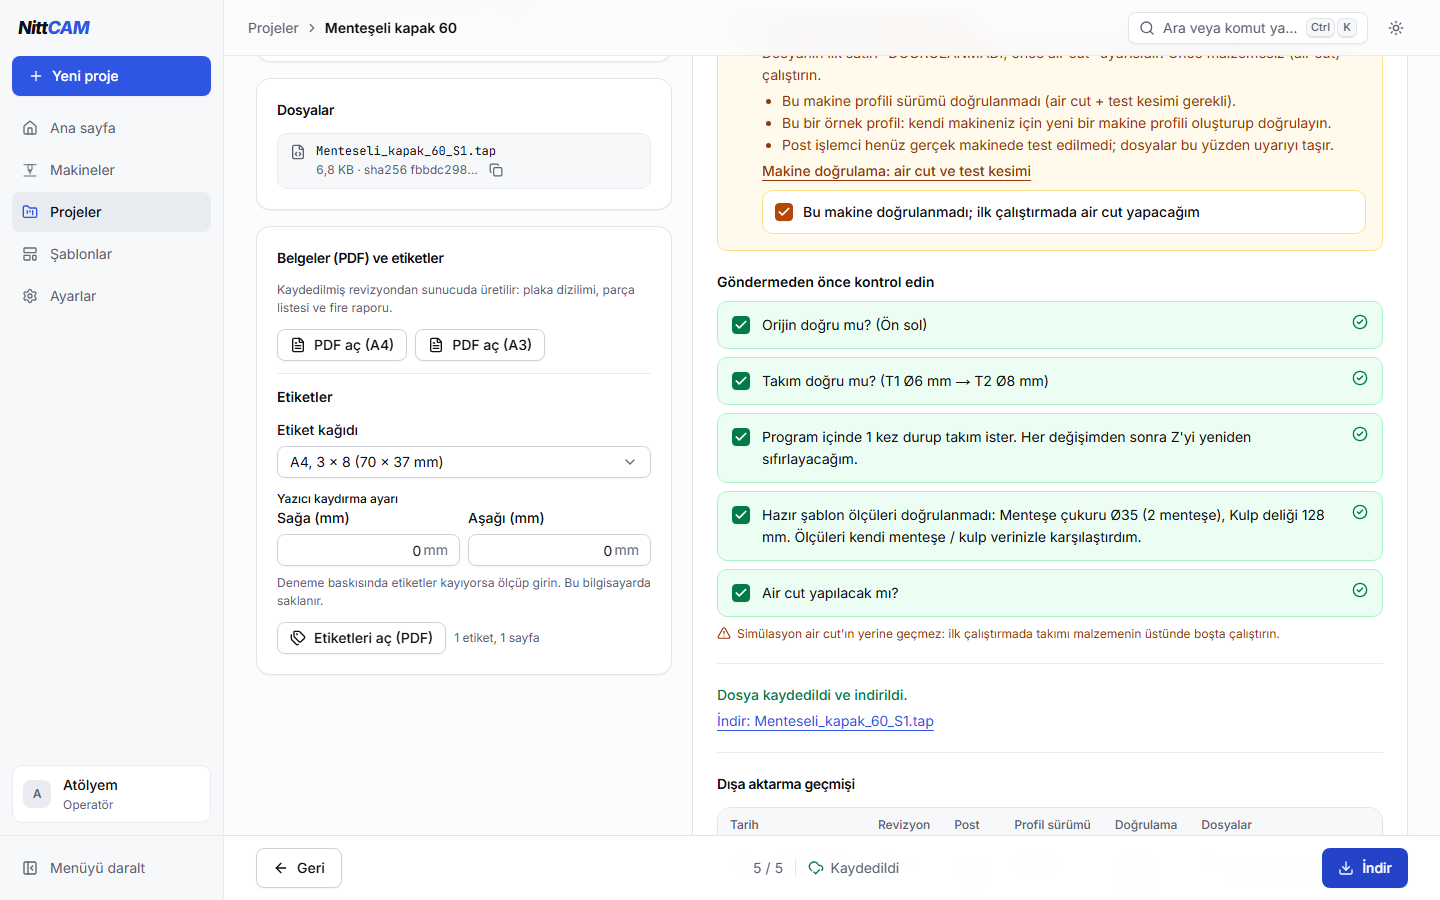 NittCAM
Yeni proje
Ana sayfa
Makineler
Projeler
Şablonlar
Ayarlar
A
Atölyem
Operatör
Menüyü daralt
Projeler > Menteşeli kapak 60
Ara veya komut ya... Ctrl K
Dosyalar
Menteseli_kapak_60_S1.tap
6,8 KB · sha256 fbbdc298...
Belgeler (PDF) ve etiketler
Kaydedilmiş revizyondan sunucuda üretilir: plaka dizilimi, parça
listesi ve fire raporu.
PDF aç (A4)
PDF aç (A3)
Etiketler
Etiket kağıdı
A4, 3 × 8 (70 × 37 mm)
Yazıcı kaydırma ayarı
Sağa (mm) Aşağı (mm)
0 mm 0 mm
Deneme baskısında etiketler kayıyorsa ölçüp girin. Bu bilgisayarda
saklanır.
Etiketleri aç (PDF) 1 etiket, 1 sayfa
çalıştırın.
• Bu makine profili sürümü doğrulanmadı (air cut + test kesimi gerekli).
• Bu bir örnek profil: kendi makineniz için yeni bir makine profili oluşturup doğrulayın.
• Post işlemci henüz gerçek makinede test edilmedi; dosyalar bu yüzden uyarıyı taşır.
Makine doğrulama: air cut ve test kesimi
Bu makine doğrulanmadı; ilk çalıştırmada air cut yapacağım
Göndermeden önce kontrol edin
Orijin doğru mu? (Ön sol)
Takım doğru mu? (T1 Ø6 mm → T2 Ø8 mm)
Program içinde 1 kez durup takım ister. Her değişimden sonra Z'yi yeniden
sıfırlayacağım.
Hazır şablon ölçüleri doğrulanmadı: Menteşe çukuru Ø35 (2 menteşe), Kulp deliği 128
mm. Ölçüleri kendi menteşe / kulp verinizle karşılaştırdım.
Air cut yapılacak mı?
Simülasyon air cut'ın yerine geçmez: ilk çalıştırmada takımı malzemenin üstünde boşta çalıştırın.
Dosya kaydedildi ve indirildi.
İndir: Menteseli_kapak_60_S1.tap
Dışa aktarma geçmişi
Tarih Revizyon Post Profil sürümü Doğrulama Dosyalar
Geri
5 / 5
Kaydedildi
İndir